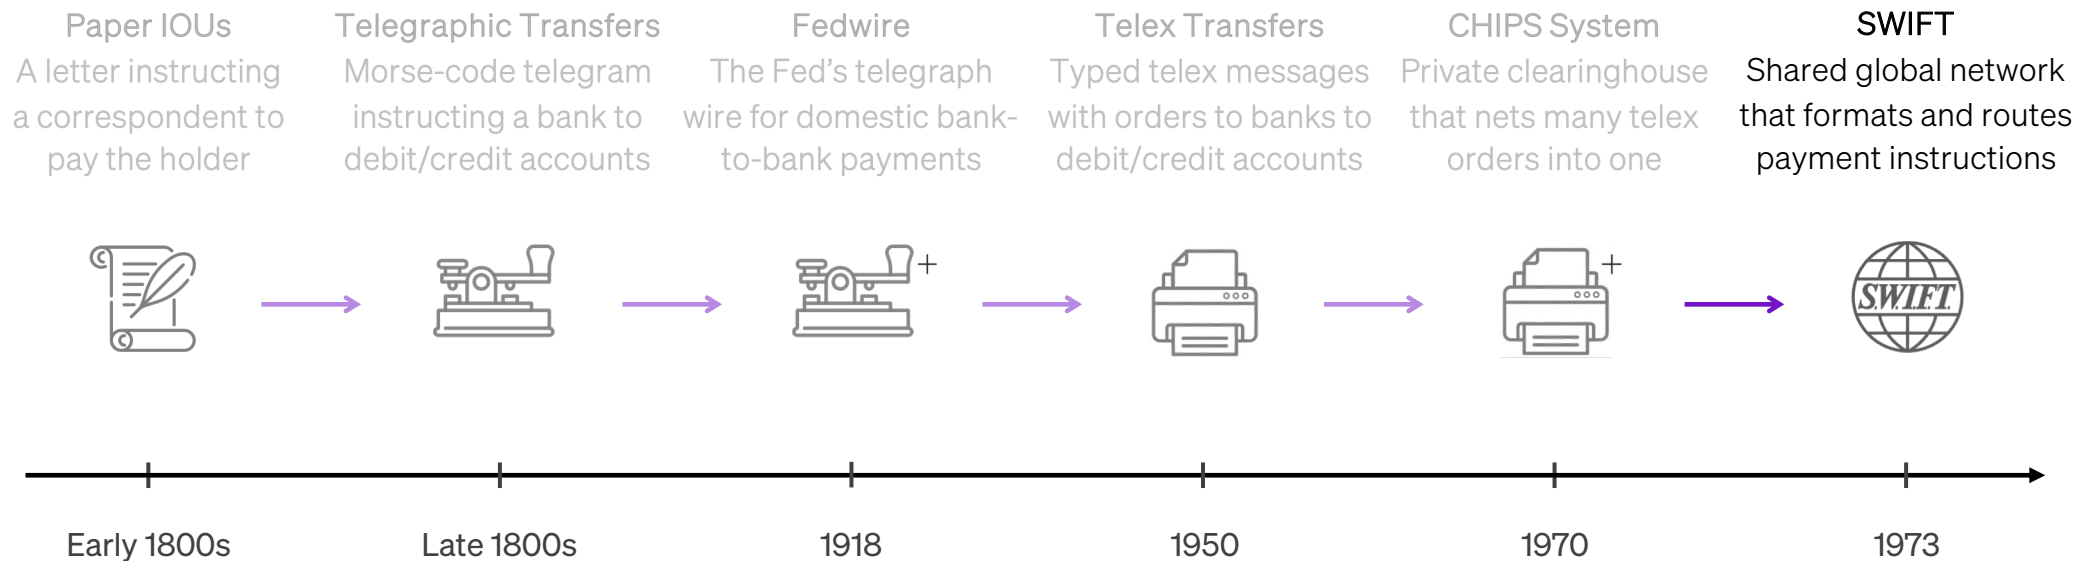 Paper IOUs
A letter instructing
a correspondent to
pay the holder
Telegraphic Transfers
Morse-code telegram
instructing a bank to
debit/credit accounts
Fedwire
The Fed’s telegraph
wire for domestic bank-
to-bank payments
Telex Transfers
Typed telex messages
with orders to banks to
debit/credit accounts
CHIPS System
Private clearinghouse
that nets many telex
orders into one
SWIFT
Shared global network
that formats and routes
payment instructions
+
+
S.W.I.F.T.
Early 1800s
Late 1800s
1918
1950
1970
1973